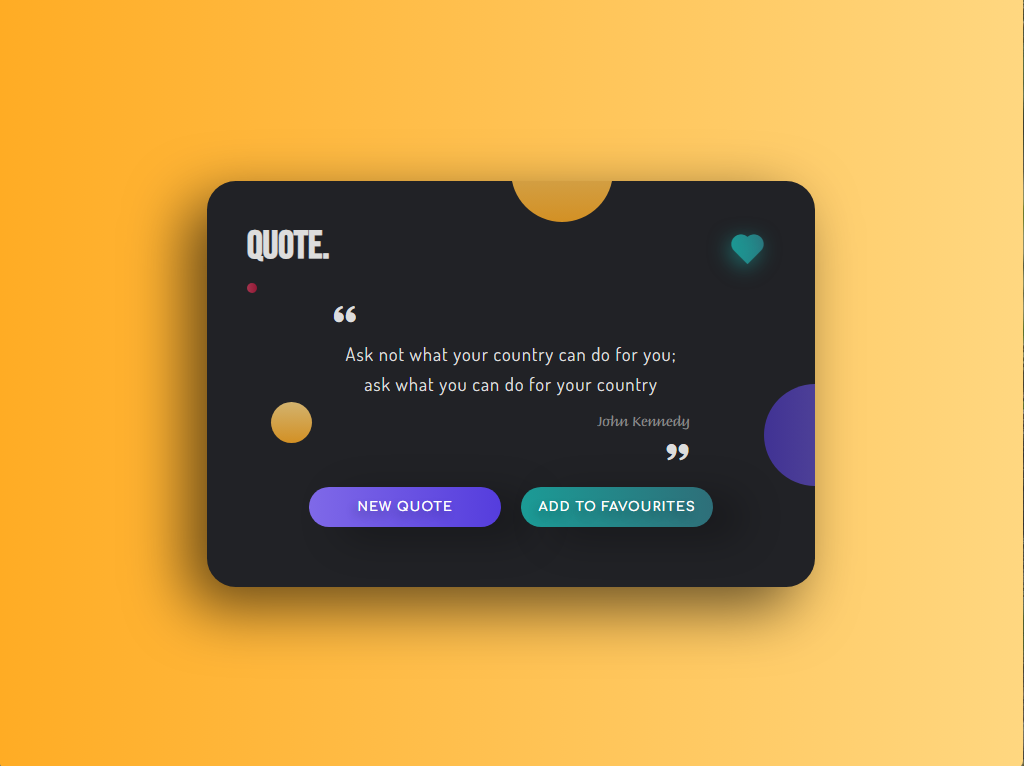 QUOTE.
“
Ask not what your country can do for you;
ask what you can do for your country
John Kennedy
”
NEW QUOTE
ADD TO FAVOURITES